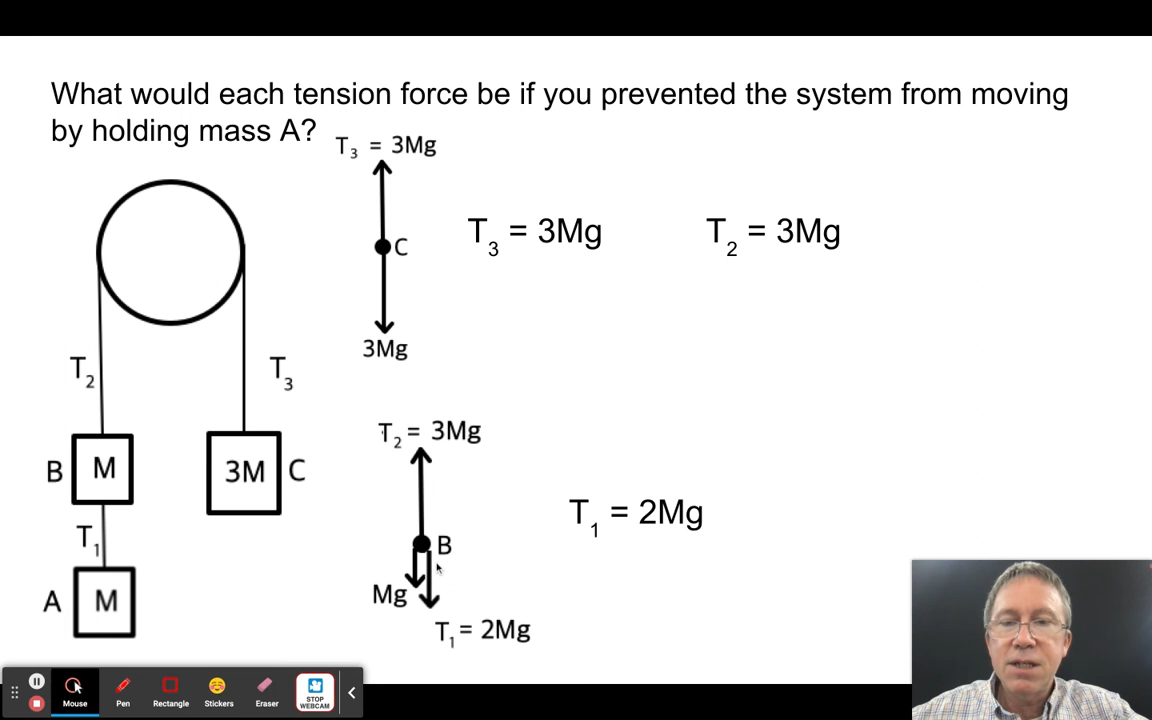 What would each tension force be if you prevented the system from moving
by holding mass A?
T₃ = 3Mg
C
T₃ = 3Mg
T₂ = 3Mg
3Mg
T₂
T₃
T₂ = 3Mg
B
M
3M
C
T₁ = 2Mg
T₁
B
Mg
A
M
T₁ = 2Mg
Mouse
Pen
Rectangle
Stickers
Eraser
STOP
WEBCAM